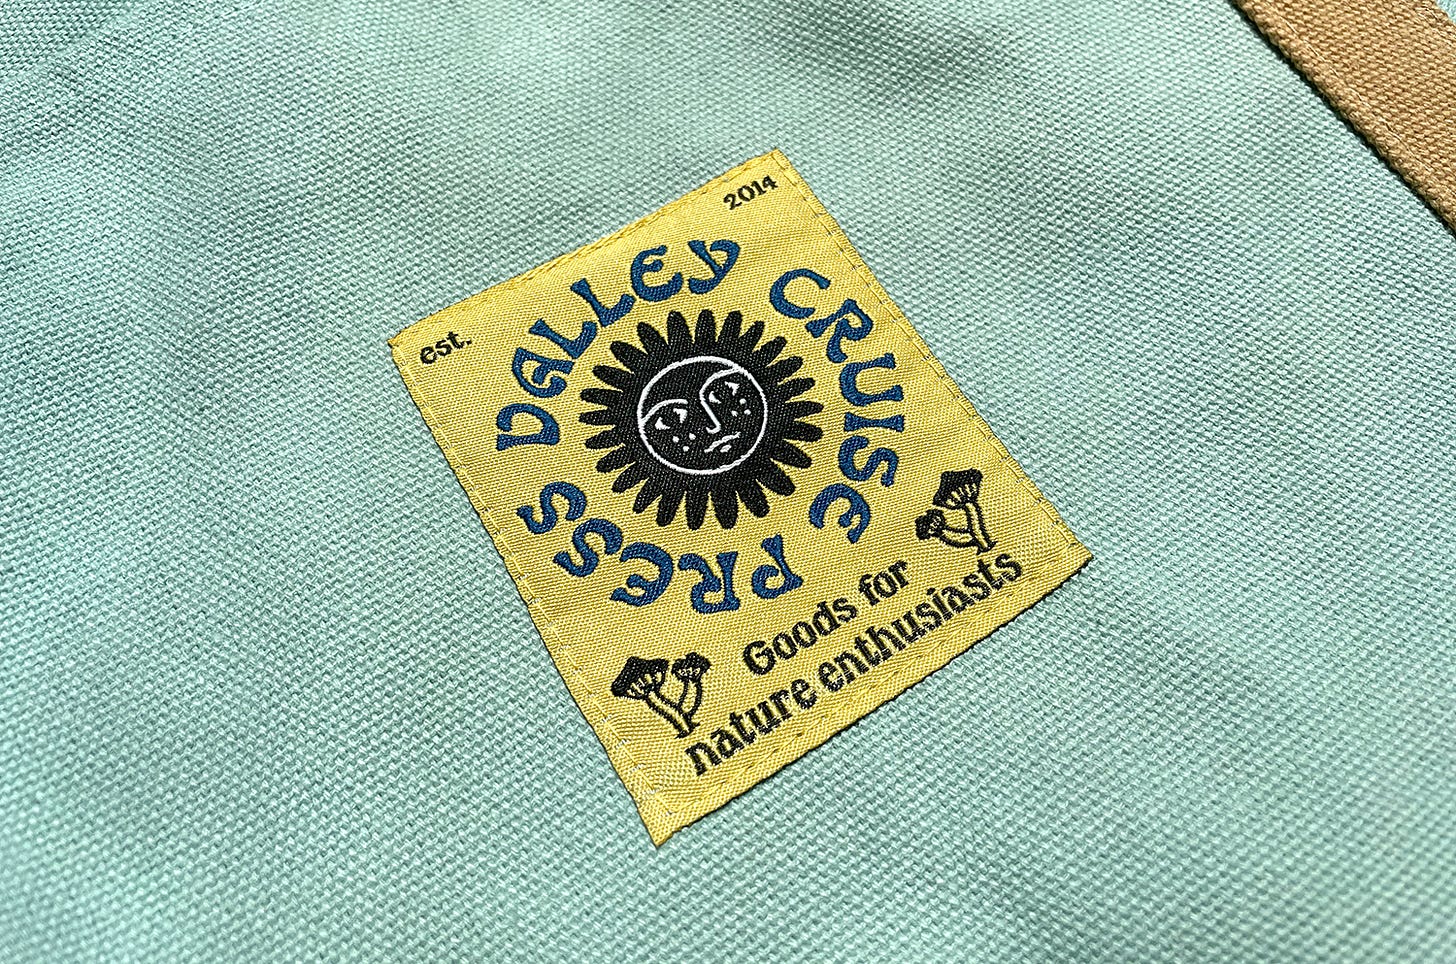 est. 2014
VALLEY CRUISE PRESS
Goods for
nature enthusiasts